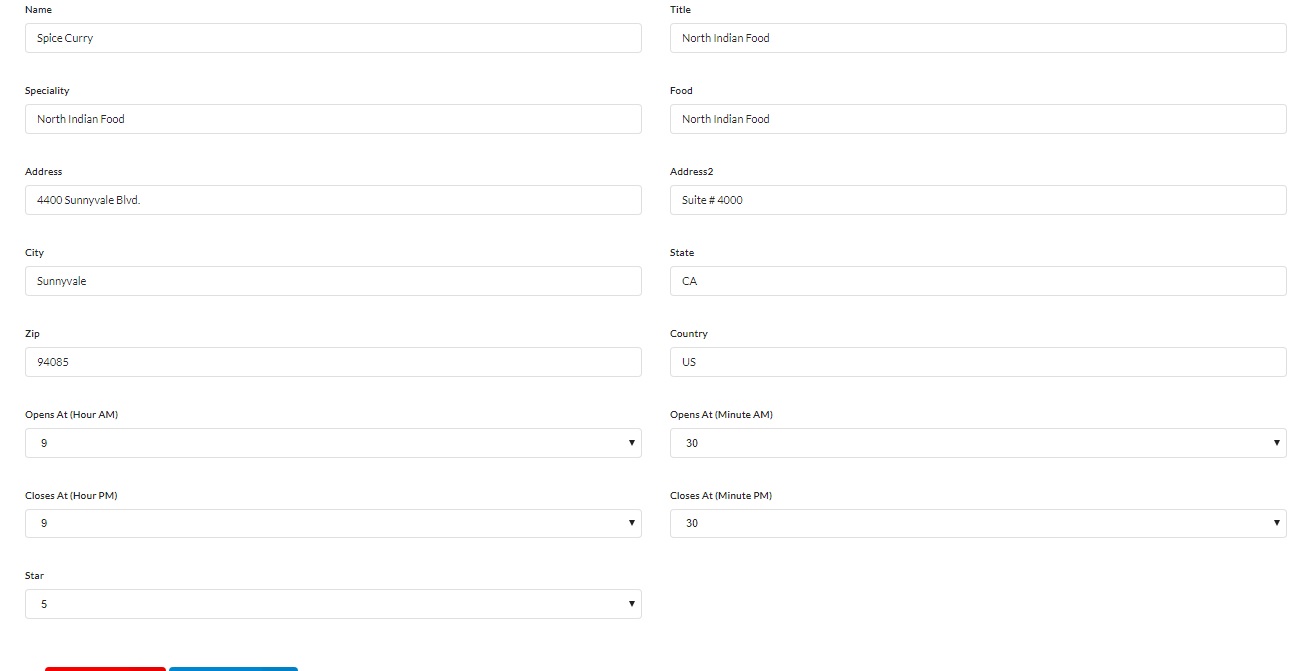 Name Title
Spice Curry North Indian Food
Speciality Food
North Indian Food North Indian Food
Address Address2
4400 Sunnyvale Blvd. Suite # 4000
City State
Sunnyvale CA
Zip Country
94085 US
Opens At (Hour AM) Opens At (Minute AM)
9 30
Closes At (Hour PM) Closes At (Minute PM)
9 30
Star
5